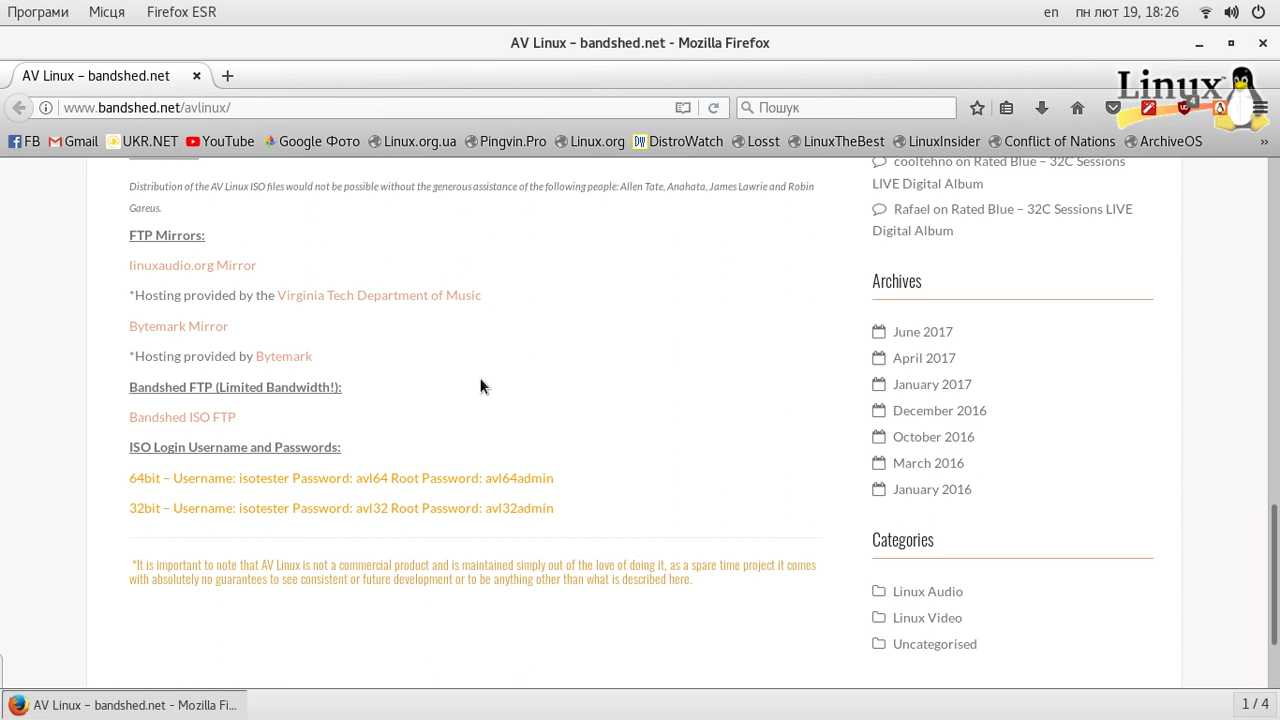 Програми Місця Firefox ESR en пн лют 19, 18:26
AV Linux – bandshed.net - Mozilla Firefox
AV Linux – bandshed.net
Linux
www.bandshed.net/avlinux/ Пошук 4
FB Gmail UKR.NET YouTube Google Фото Linux.org.ua Pingvin.Pro Linux.org DistroWatch Losst LinuxTheBest LinuxInsider Conflict of Nations ArchiveOS »
Distribution of the AV Linux ISO files would not be possible without the generous assistance of the following people: Allen Tate, Anahata, James Lawrie and Robin
Gareus.
FTP Mirrors:
linuxaudio.org Mirror
*Hosting provided by the Virginia Tech Department of Music
Bytemark Mirror
*Hosting provided by Bytemark
Bandshed FTP (Limited Bandwidth!):
Bandshed ISO FTP
ISO Login Username and Passwords:
64bit – Username: isotester Password: avl64 Root Password: avl64admin
32bit – Username: isotester Password: avl32 Root Password: avl32admin
*It is important to note that AV Linux is not a commercial product and is maintained simply out of the love of doing it, as a spare time project it comes
with absolutely no guarantees to see consistent or future development or to be anything other than what is described here.
cooltehno on Rated Blue – 32C Sessions
LIVE Digital Album
Rafael on Rated Blue – 32C Sessions LIVE
Digital Album
Archives
June 2017
April 2017
January 2017
December 2016
October 2016
March 2016
January 2016
Categories
Linux Audio
Linux Video
Uncategorised
AV Linux – bandshed.net - Mozilla Fi...
1 / 4